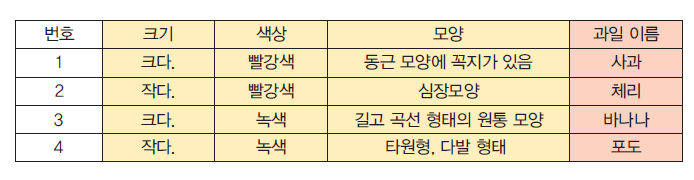 번호 크기 색상 모양 과일 이름
1 크다. 빨강색 동근 모양에 꼭지가 있음 사과
2 작다. 빨강색 심장모양 체리
3 크다. 녹색 길고 곡선 형태의 원통 모양 바나나
4 작다. 녹색 타원형, 다발 형태 포도